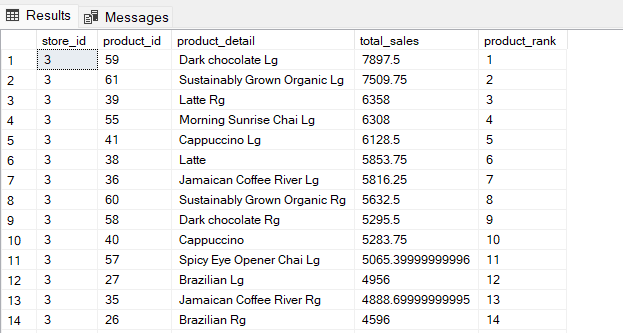 Results Messages
store_id product_id product_detail total_sales product_rank
1 3 59 Dark chocolate Lg 7897.5 1
2 3 61 Sustainably Grown Organic Lg 7509.75 2
3 3 39 Latte Rg 6358 3
4 3 55 Morning Sunrise Chai Lg 6308 4
5 3 41 Cappuccino Lg 6128.5 5
6 3 38 Latte 5853.75 6
7 3 36 Jamaican Coffee River Lg 5816.25 7
8 3 60 Sustainably Grown Organic Rg 5632.5 8
9 3 58 Dark chocolate Rg 5295.5 9
10 3 40 Cappuccino 5283.75 10
11 3 57 Spicy Eye Opener Chai Lg 5065.39999999996 11
12 3 27 Brazilian Lg 4956 12
13 3 35 Jamaican Coffee River Rg 4888.69999999995 13
14 3 26 Brazilian Rg 4596 14